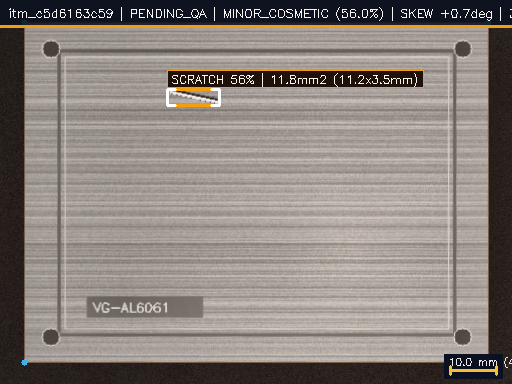 itm_c5d6163c59 | PENDING_QA | MINOR_COSMETIC (56.0%) | SKEW +0.7deg |
SCRATCH 56% | 11.8mm2 (11.2x3.5mm)
VG-AL6061
10.0 mm